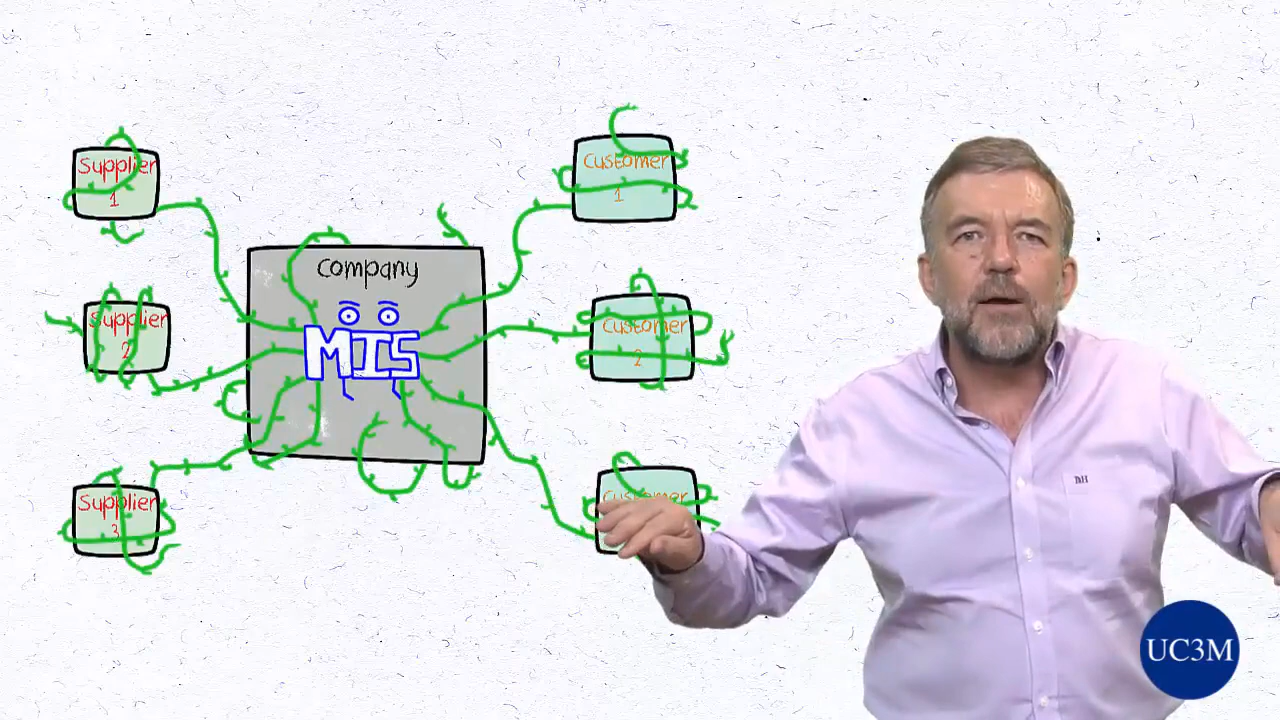 Supplier
1
Supplier
2
Supplier
3
Company
MIS
Customer
1
Customer
2
Customer
UC3M